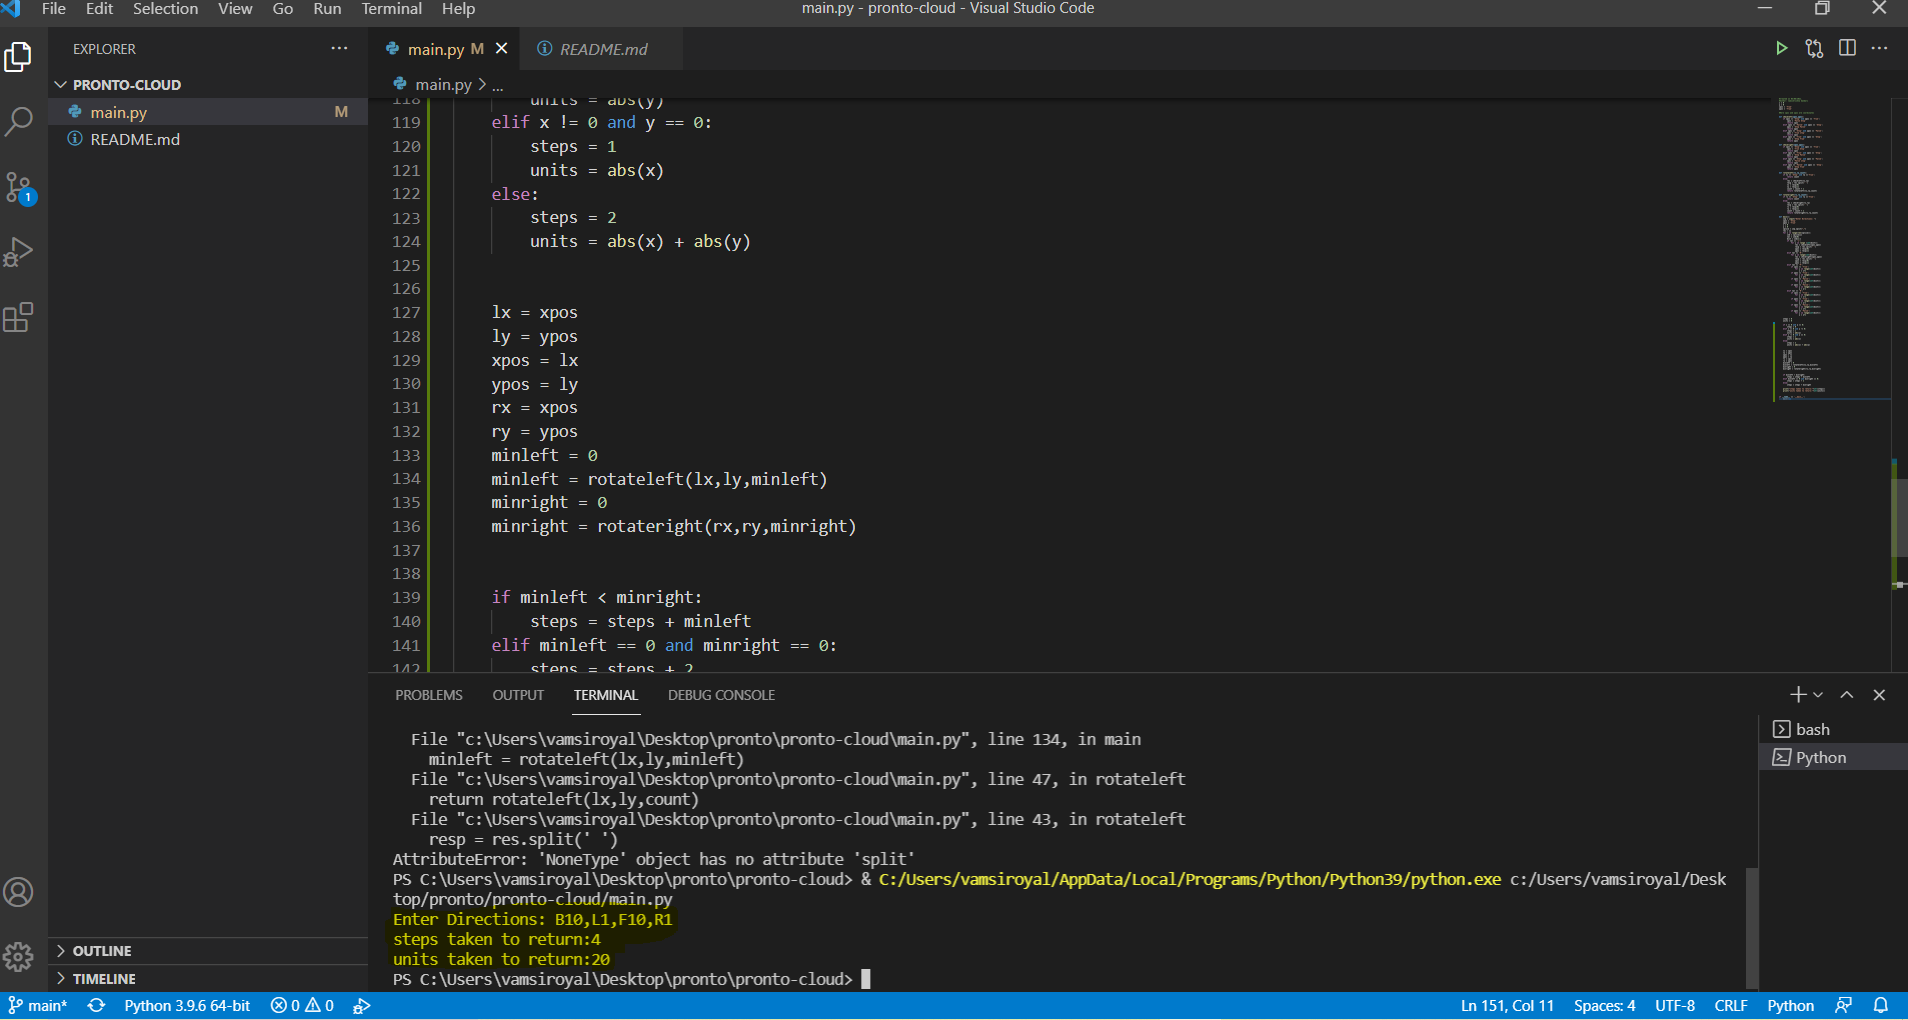 File Edit Selection View Go Run Terminal Help
main.py - pronto-cloud - Visual Studio Code
EXPLORER
PRONTO-CLOUD
main.py M
README.md
1
OUTLINE
TIMELINE
main.py M
README.md
main.py > ...
118 units = abs(y)
119 elif x != 0 and y == 0:
120 steps = 1
121 units = abs(x)
122 else:
123 steps = 2
124 units = abs(x) + abs(y)
125
126
127 lx = xpos
128 ly = ypos
129 xpos = lx
130 ypos = ly
131 rx = xpos
132 ry = ypos
133 minleft = 0
134 minleft = rotateleft(lx,ly,minleft)
135 minright = 0
136 minright = rotateright(rx,ry,minright)
137
138
139 if minleft < minright:
140 steps = steps + minleft
141 elif minleft == 0 and minright == 0:
142 steps = steps + 2
PROBLEMS OUTPUT TERMINAL DEBUG CONSOLE
bash
Python
File "c:\Users\vamsiroyal\Desktop\pronto\pronto-cloud\main.py", line 134, in main
minleft = rotateleft(lx,ly,minleft)
File "c:\Users\vamsiroyal\Desktop\pronto\pronto-cloud\main.py", line 47, in rotateleft
return rotateleft(lx,ly,count)
File "c:\Users\vamsiroyal\Desktop\pronto\pronto-cloud\main.py", line 43, in rotateleft
resp = res.split(' ')
AttributeError: 'NoneType' object has no attribute 'split'
PS C:\Users\vamsiroyal\Desktop\pronto\pronto-cloud> & C:/Users/vamsiroyal/AppData/Local/Programs/Python/Python39/python.exe c:/Users/vamsiroyal/Desk
top/pronto/pronto-cloud/main.py
Enter Directions: B10,L1,F10,R1
steps taken to return:4
units taken to return:20
PS C:\Users\vamsiroyal\Desktop\pronto\pronto-cloud>
main* Python 3.9.6 64-bit 0 0 Ln 151, Col 11 Spaces: 4 UTF-8 CRLF Python